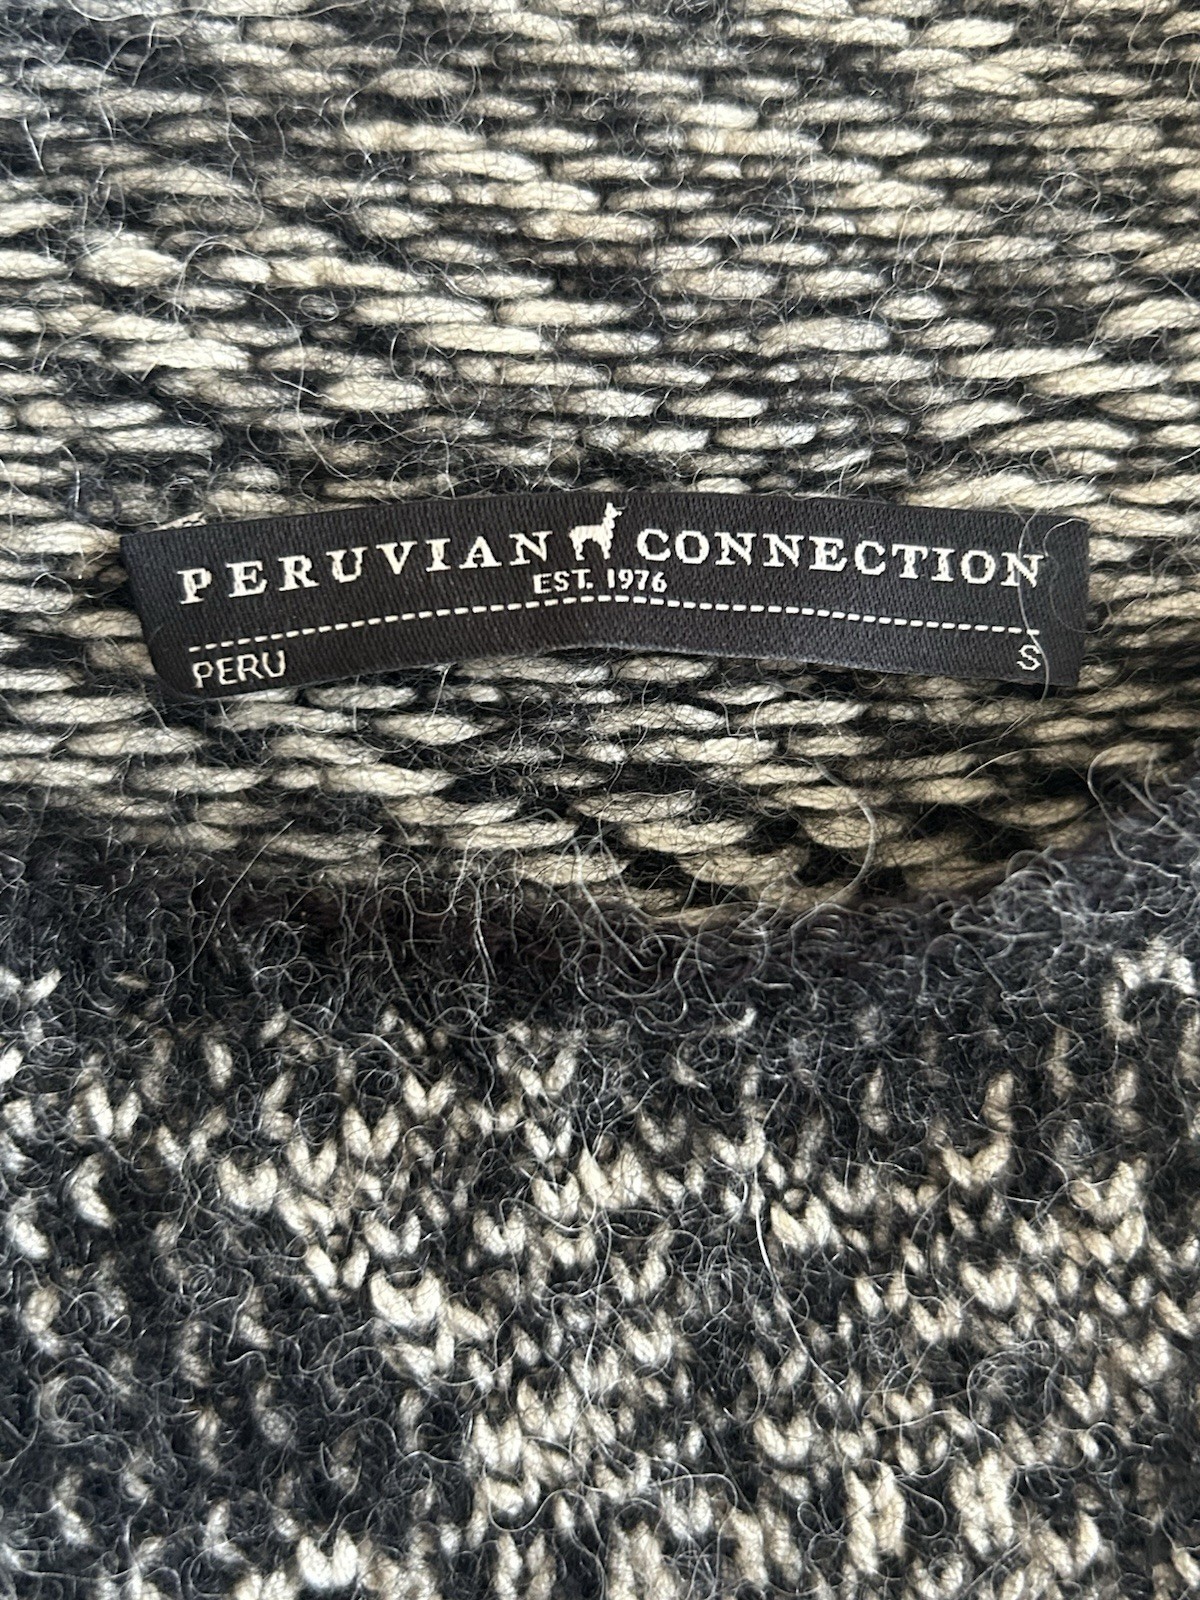 PERUVIAN CONNECTION
EST. 1976
PERU S